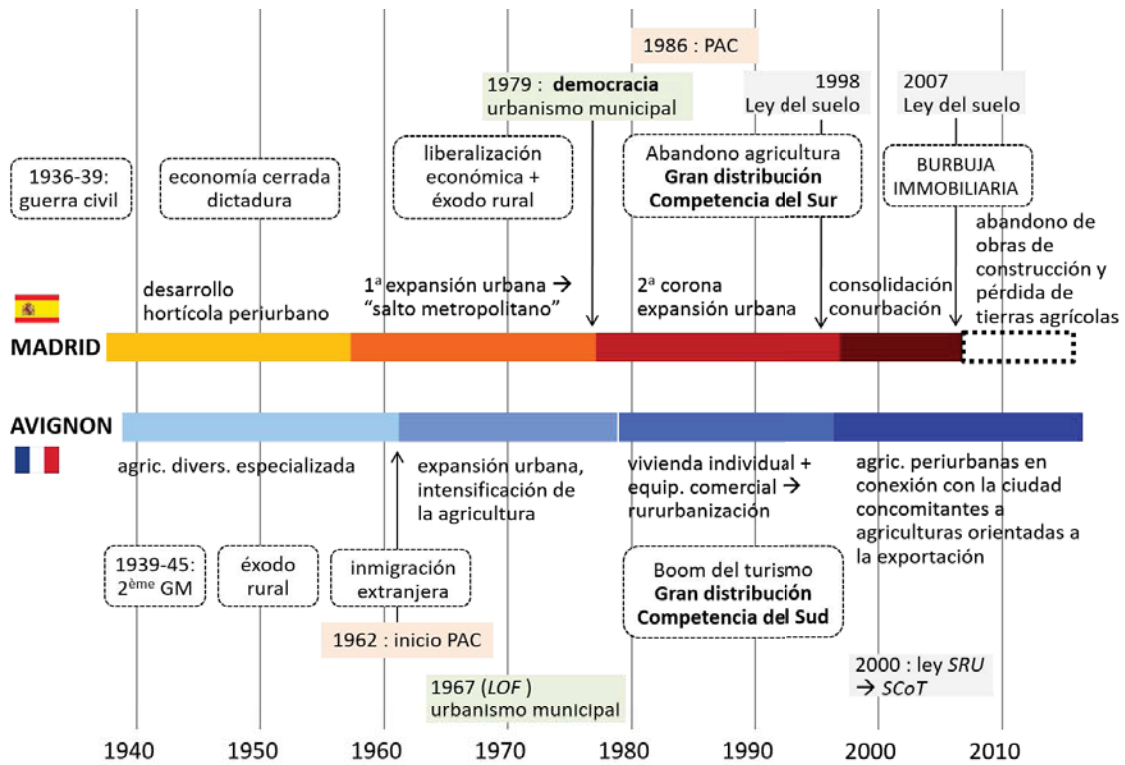 1986 : PAC
1979 : democracia
urbanismo municipal
1998
Ley del suelo
2007
Ley del suelo
1936-39:
guerra civil
economía cerrada
dictadura
liberalización
económica +
éxodo rural
Abandono agricultura
Gran distribución
Competencia del Sur
BURBUJA
IMMOBILIARIA
abandono de
obras de
construcción y
pérdida de
tierras agrícolas
desarrollo
hortícola periurbano
1ª expansión urbana →
“salto metropolitano”
2ª corona
expansión urbana
consolidación
conurbación
MADRID
AVIGNON
agric. divers. especializada
expansión urbana,
intensificación de
la agricultura
vivienda individual +
equip. comercial →
rururbanización
agric. periurbanas en
conexión con la ciudad
concomitantes a
agriculturas orientadas a
la exportación
1939-45:
2ème GM
éxodo
rural
inmigración
extranjera
Boom del turismo
Gran distribución
Competencia del Sud
1962 : inicio PAC
1967 (LOF )
urbanismo municipal
2000 : ley SRU
→ SCoT
1940 1950 1960 1970 1980 1990 2000 2010